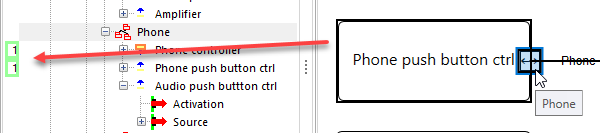 Amplifier
Phone
1 Phone controller
1 Phone push button ctrl
Audio push buttton ctrl
Activation
Source
Phone push button ctrl
Phone
Phone